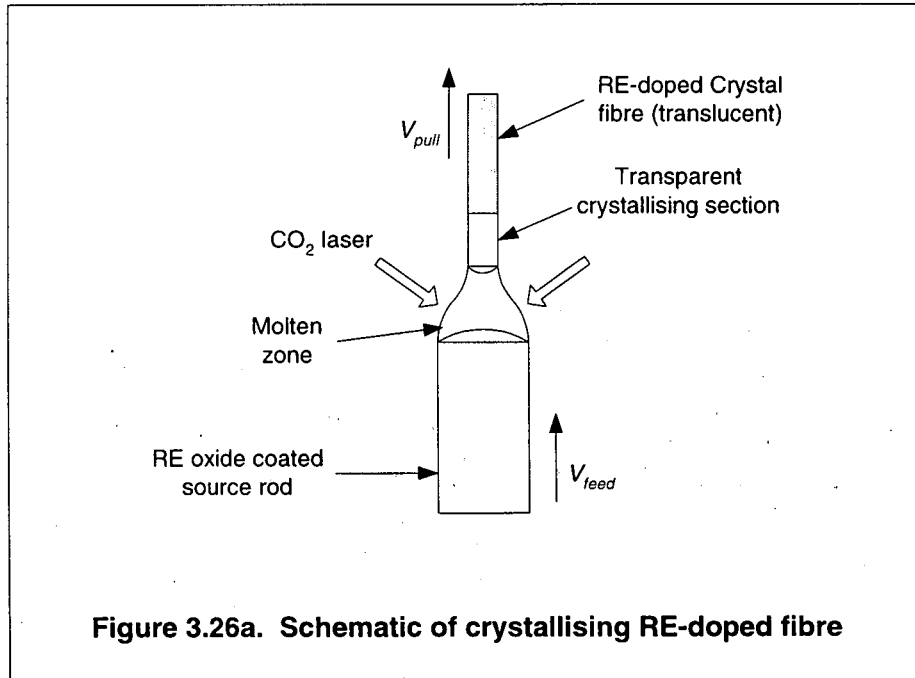 RE-doped Crystal
fibre (translucent)
V_pull
Transparent
crystallising section
CO₂ laser
Molten
zone
RE oxide coated
source rod
V_feed
Figure 3.26a. Schematic of crystallising RE-doped fibre